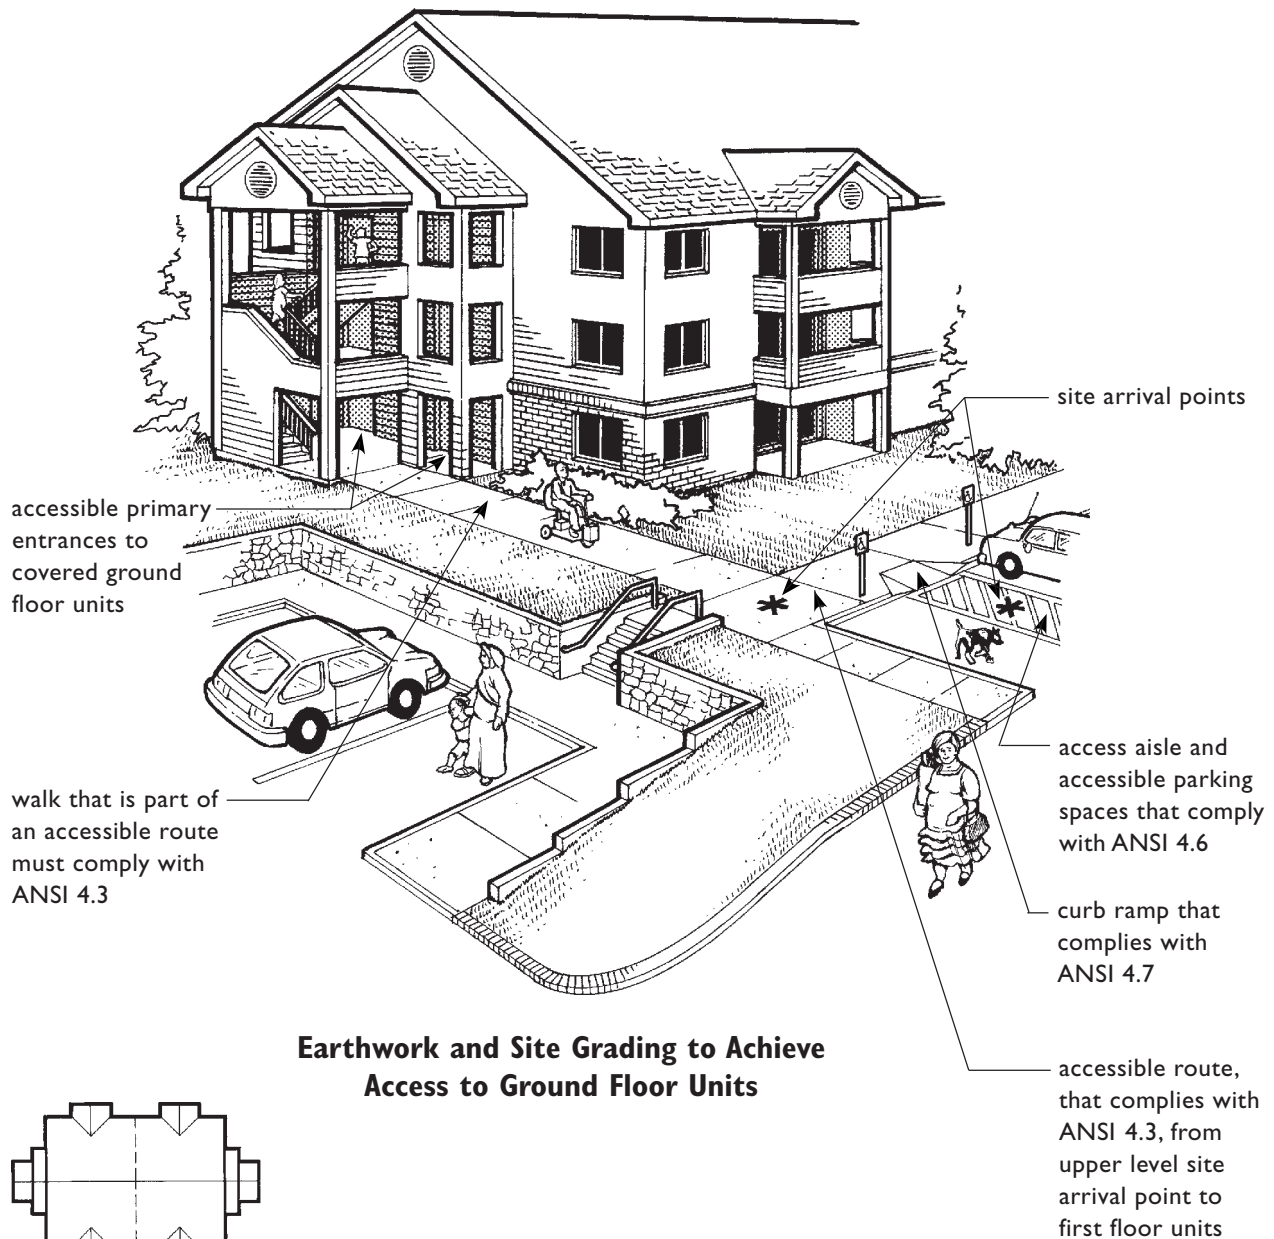 site arrival points
accessible primary
entrances to
covered ground
floor units
access aisle and
accessible parking
spaces that comply
with ANSI 4.6
walk that is part of
an accessible route
must comply with
ANSI 4.3
curb ramp that
complies with
ANSI 4.7
Earthwork and Site Grading to Achieve
Access to Ground Floor Units
accessible route,
that complies with
ANSI 4.3, from
upper level site
arrival point to
first floor units